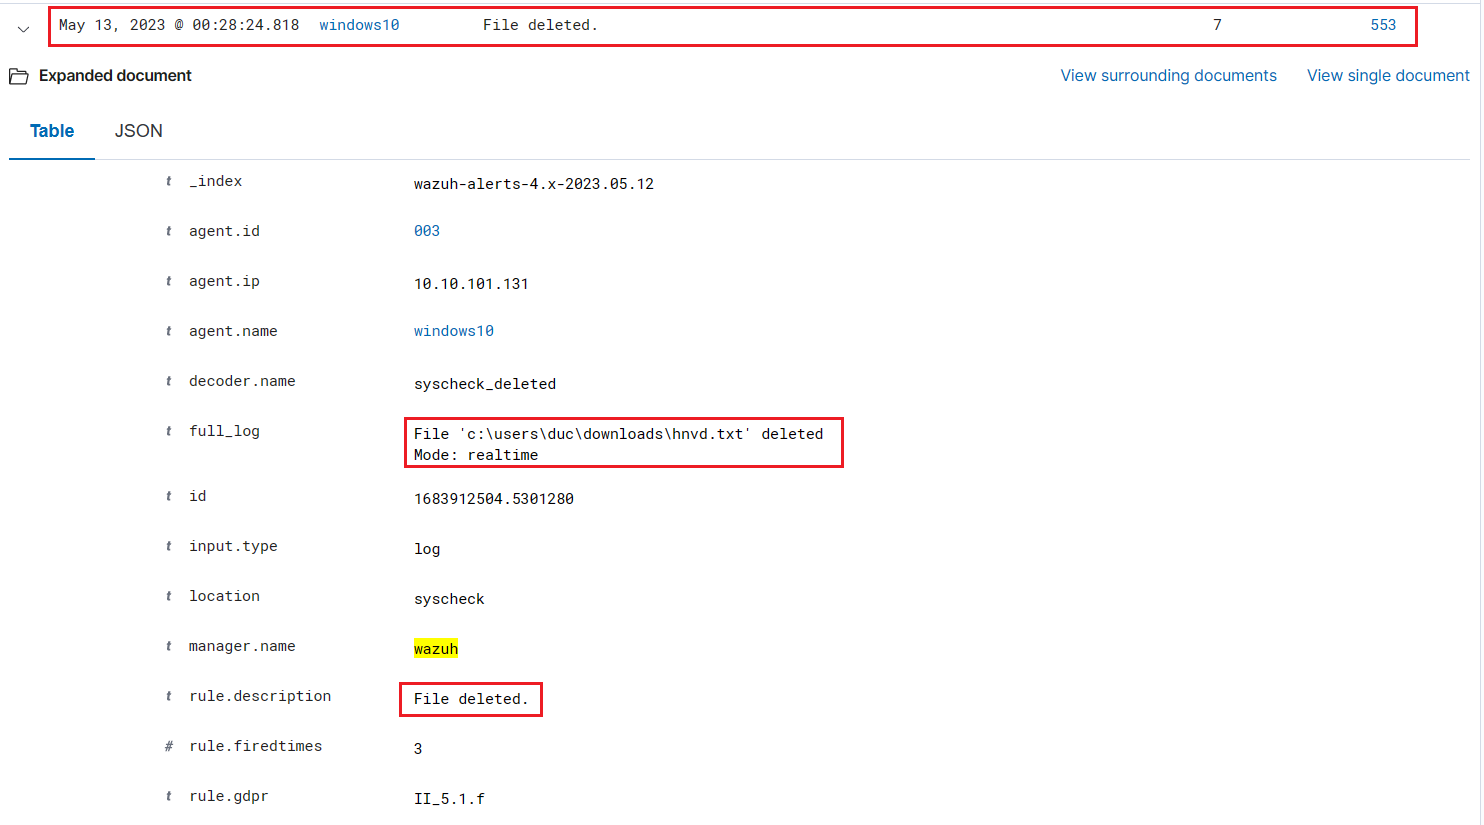 May 13, 2023 @ 00:28:24.818 windows10 File deleted. 7 553
Expanded document View surrounding documents View single document
Table JSON
t _index wazuh-alerts-4.x-2023.05.12
t agent.id 003
t agent.ip 10.10.101.131
t agent.name windows10
t decoder.name syscheck_deleted
t full_log File 'c:\users\duc\downloads\hnvd.txt' deleted
Mode: realtime
t id 1683912504.5301280
t input.type log
t location syscheck
t manager.name wazuh
t rule.description File deleted.
# rule.firedtimes 3
t rule.gdpr II_5.1.f